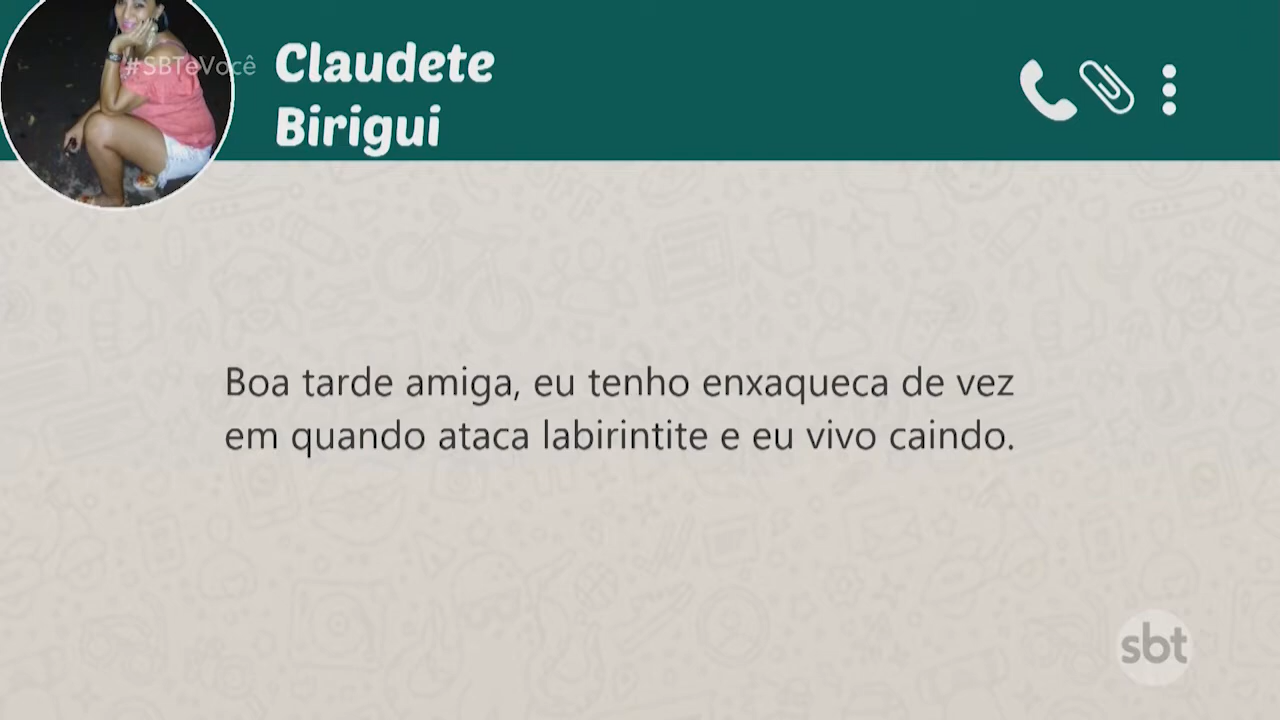 #SBTeVocê
Claudete
Birigui
Boa tarde amiga, eu tenho enxaqueca de vez
em quando ataca labirintite e eu vivo caindo.
sbt